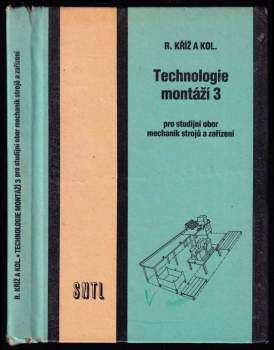 R. KŘÍŽ A KOL. • TECHNOLOGIE MONTÁŽÍ 3 pro studijní obor mechanik strojů a zařízení
R. KŘÍŽ A KOL.
Technologie
montáží 3
pro studijní obor
mechanik strojů a zařízení
SNTL